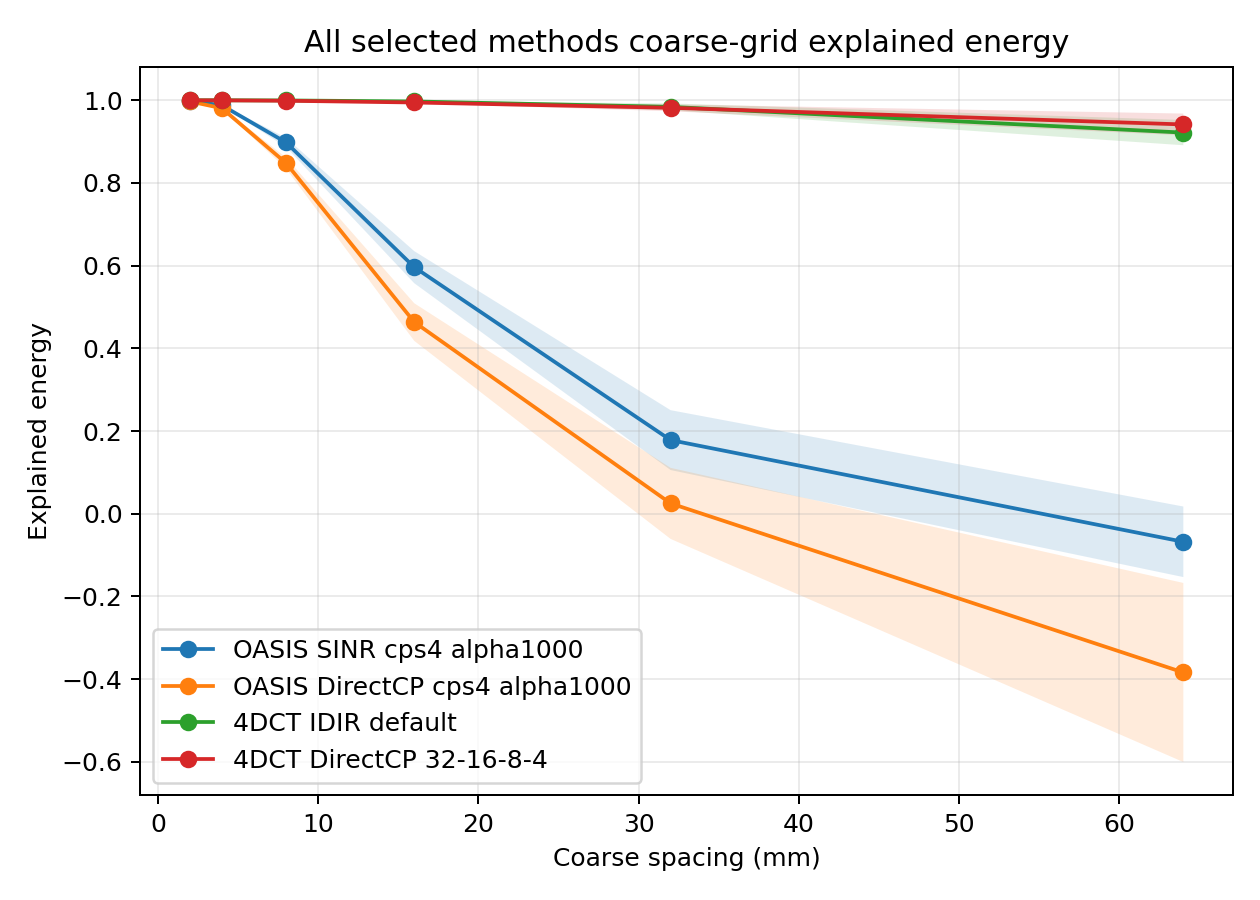 All selected methods coarse-grid explained energy
1.0
0.8
0.6
0.4
0.2
0.0
−0.2
−0.4
−0.6
Explained energy
OASIS SINR cps4 alpha1000
OASIS DirectCP cps4 alpha1000
4DCT IDIR default
4DCT DirectCP 32-16-8-4
0 10 20 30 40 50 60
Coarse spacing (mm)